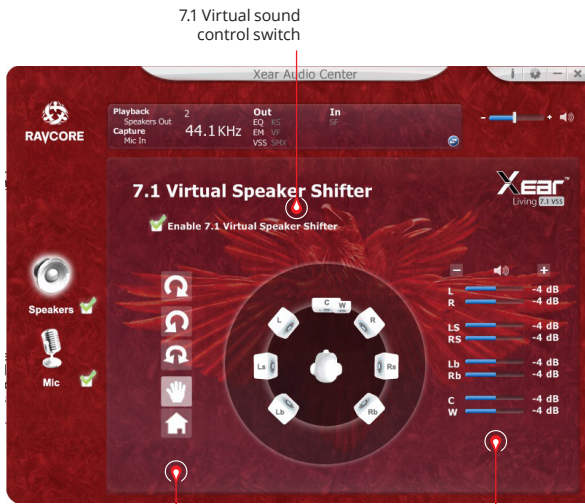 7.1 Virtual sound
control switch
Xear Audio Center
i
RAVCORE
Playback 2 Out In
Speakers Out EQ KS SF
Capture 44.1KHz EM VF
Mic In VSS SMX
- +
7.1 Virtual Speaker Shifter
Xear™
Living 7.1 VSS
Enable 7.1 Virtual Speaker Shifter
Speakers
Mic
C W
L R
Ls Rs
Lb Rb
- +
L -4 dB
R -4 dB
LS -4 dB
RS -4 dB
Lb -4 dB
Rb -4 dB
C -4 dB
W -4 dB